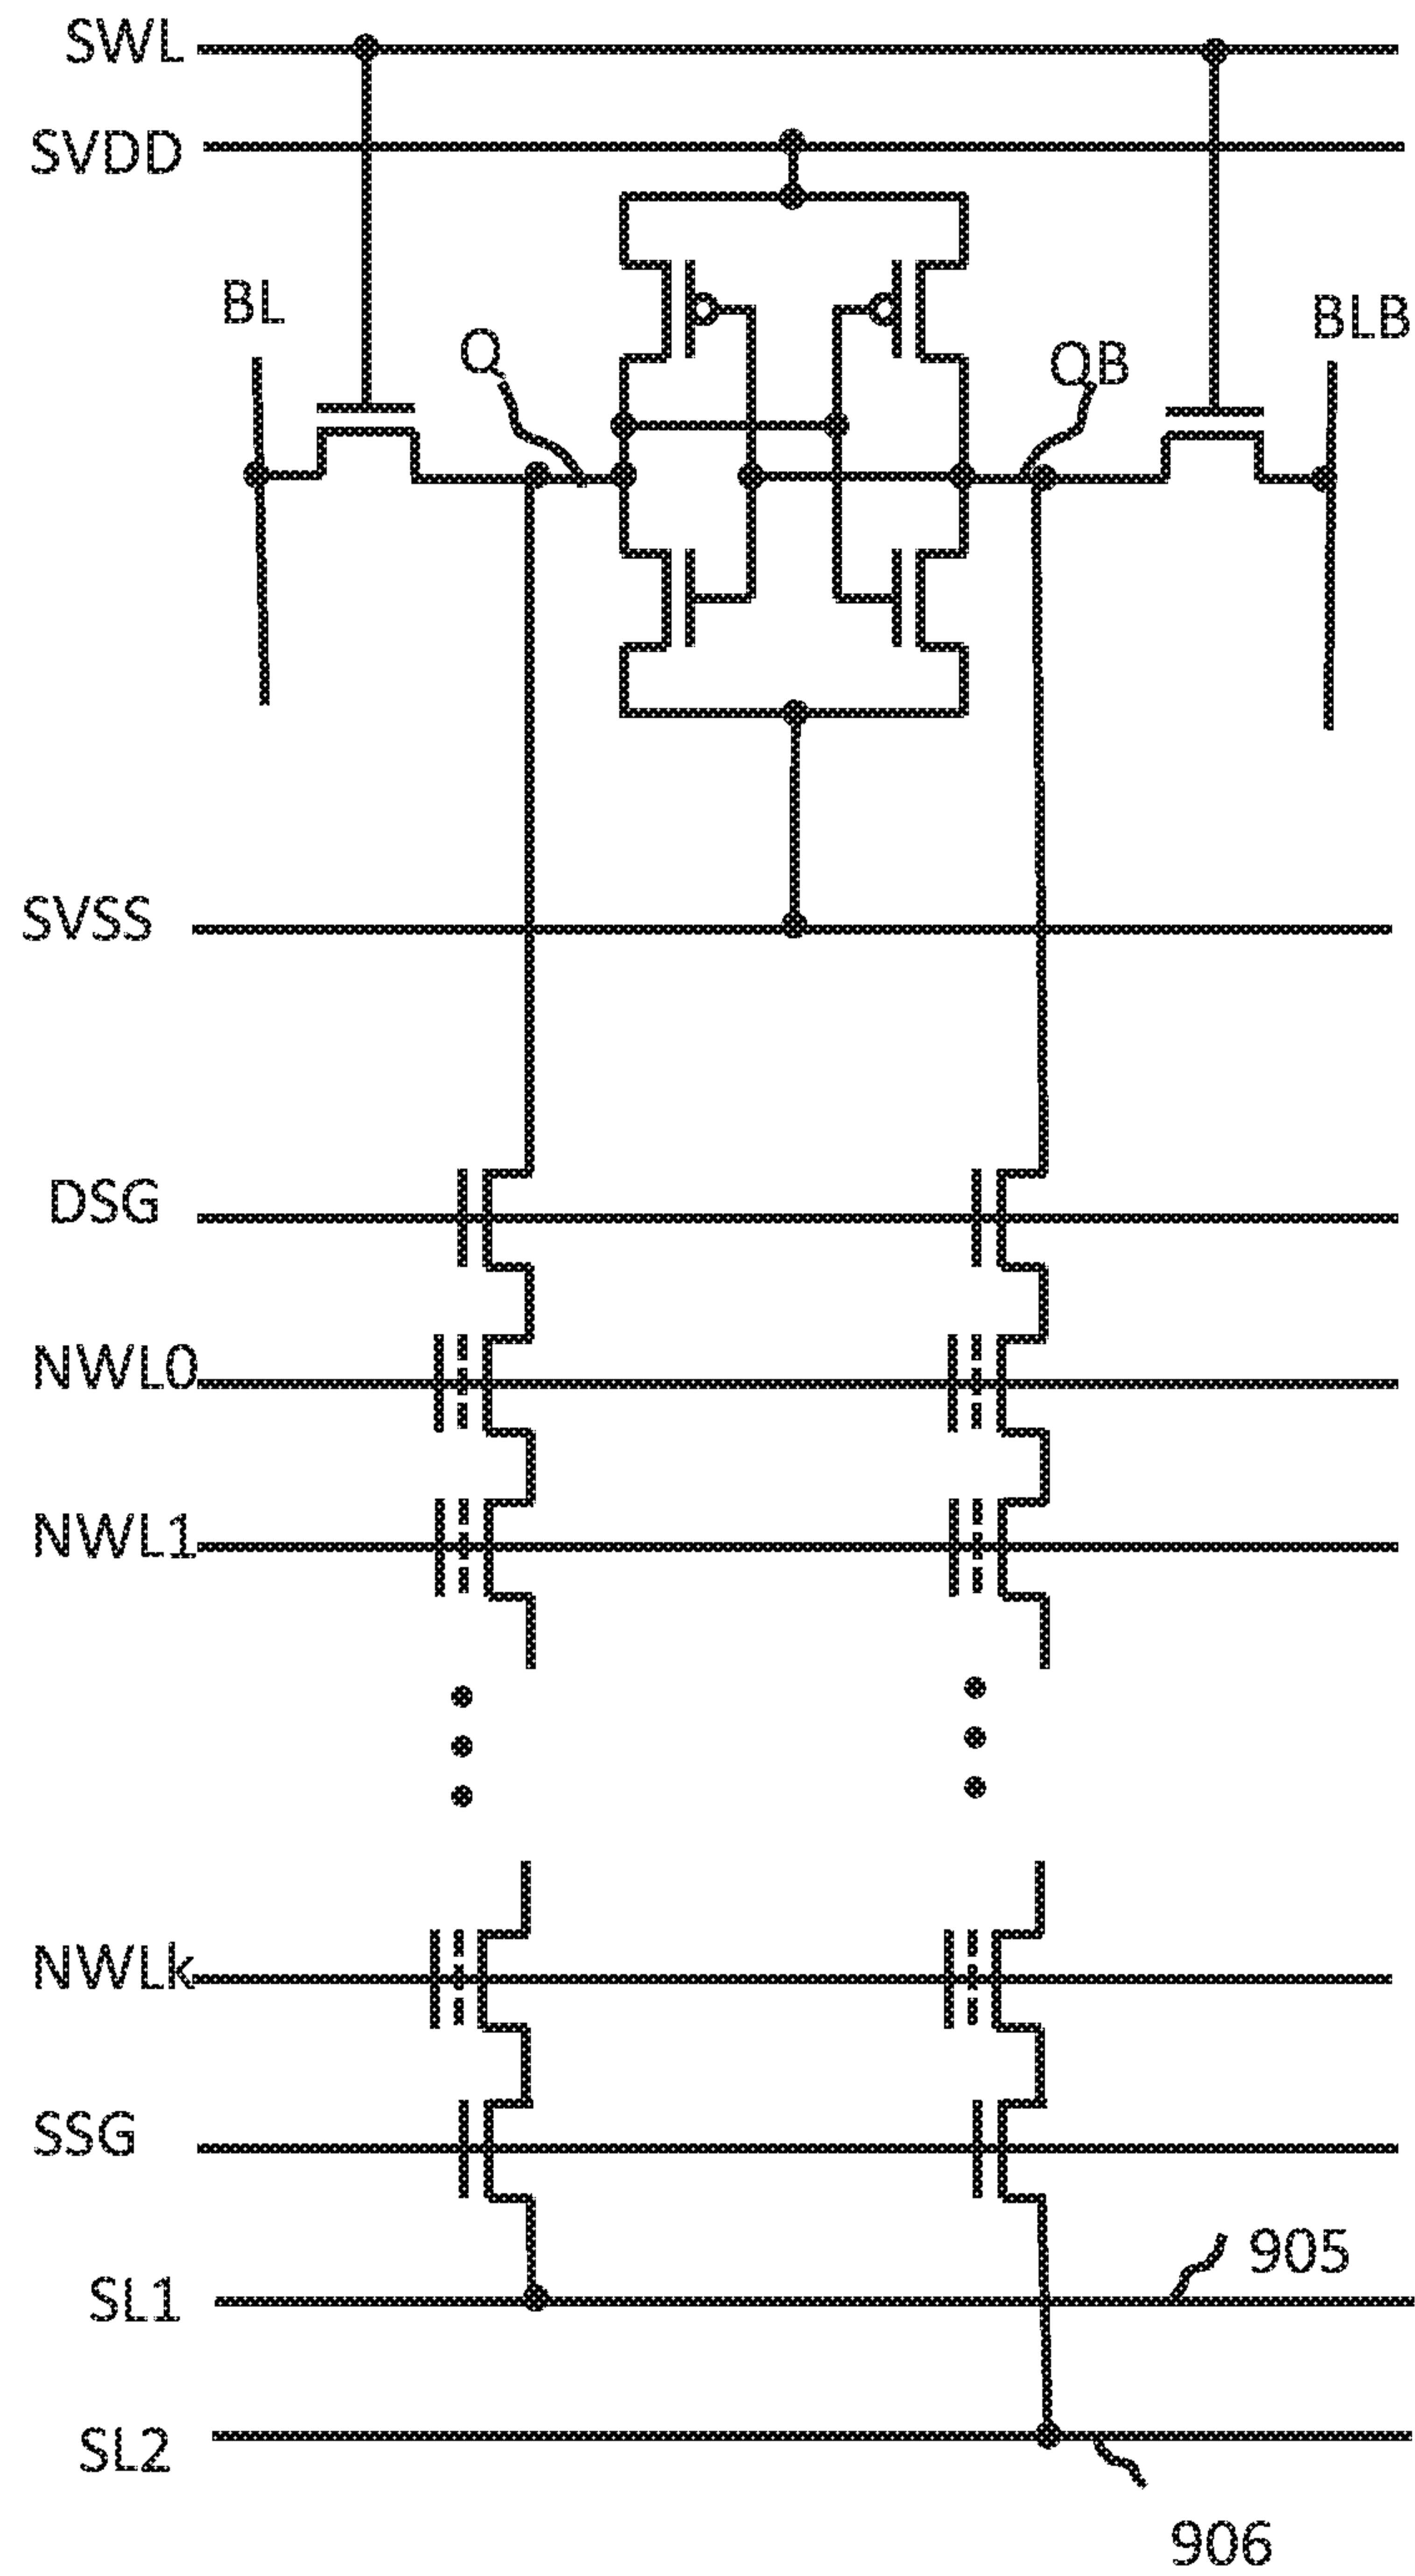 SWL
SVDD
BL
BLB
Q
QB
SVSS
DSG
NWL0
NWL1
NWLk
SSG
905
SL1
SL2
906